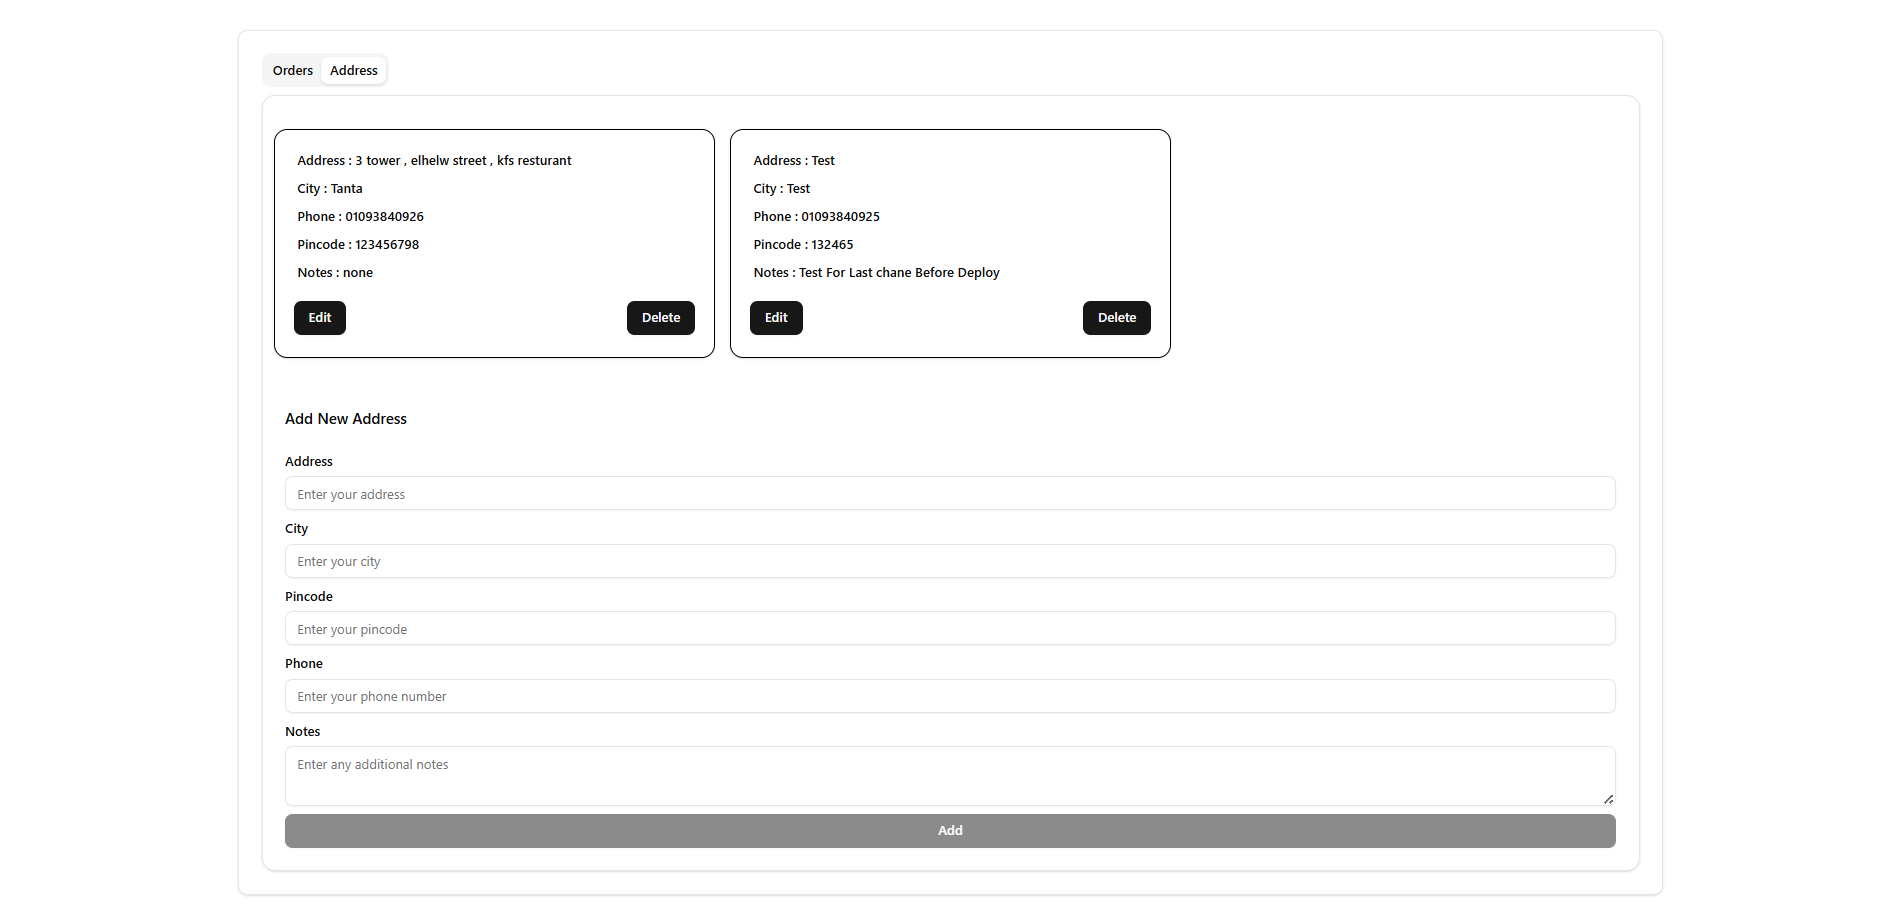 Orders Address
Address : 3 tower , elhelw street , kfs resturant
City : Tanta
Phone : 01093840926
Pincode : 123456798
Notes : none
Edit Delete
Address : Test
City : Test
Phone : 01093840925
Pincode : 132465
Notes : Test For Last chane Before Deploy
Edit Delete
Add New Address
Address
Enter your address
City
Enter your city
Pincode
Enter your pincode
Phone
Enter your phone number
Notes
Enter any additional notes
Add